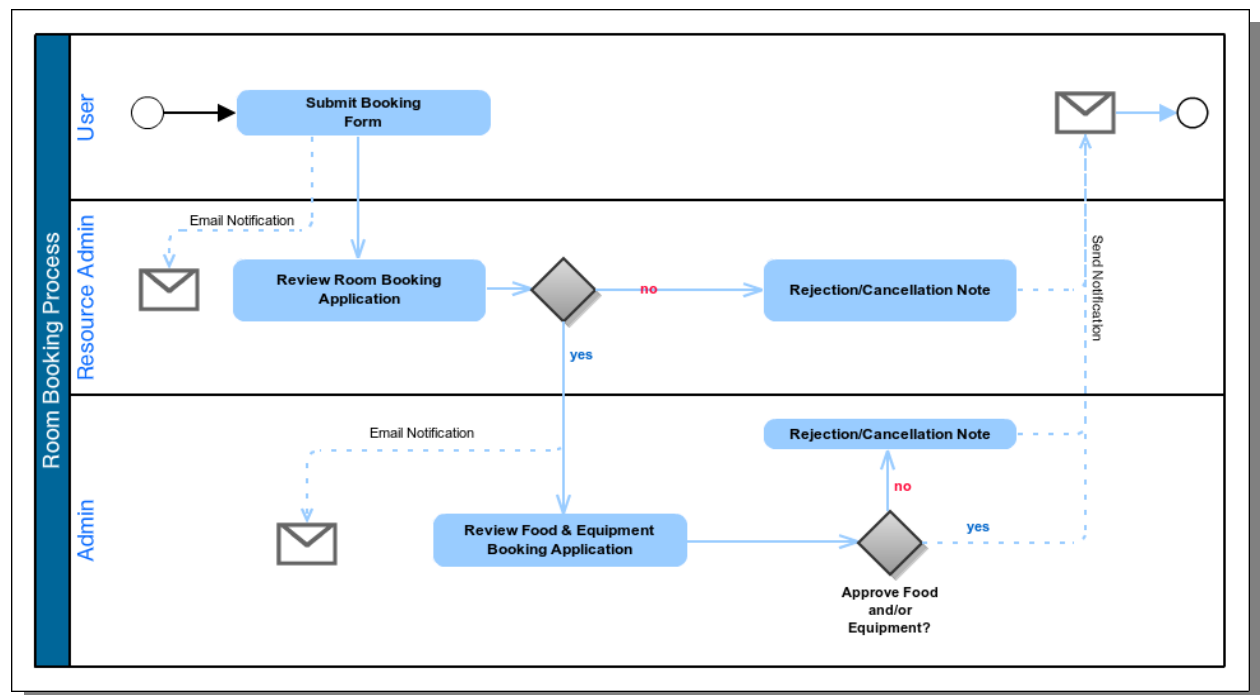 Room Booking Process
User
Submit Booking
Form
Resource Admin
Email Notification
Review Room Booking
Application
no
yes
Rejection/Cancellation Note
Send Notification
Admin
Email Notification
Review Food & Equipment
Booking Application
Rejection/Cancellation Note
no
yes
Approve Food
and/or
Equipment?